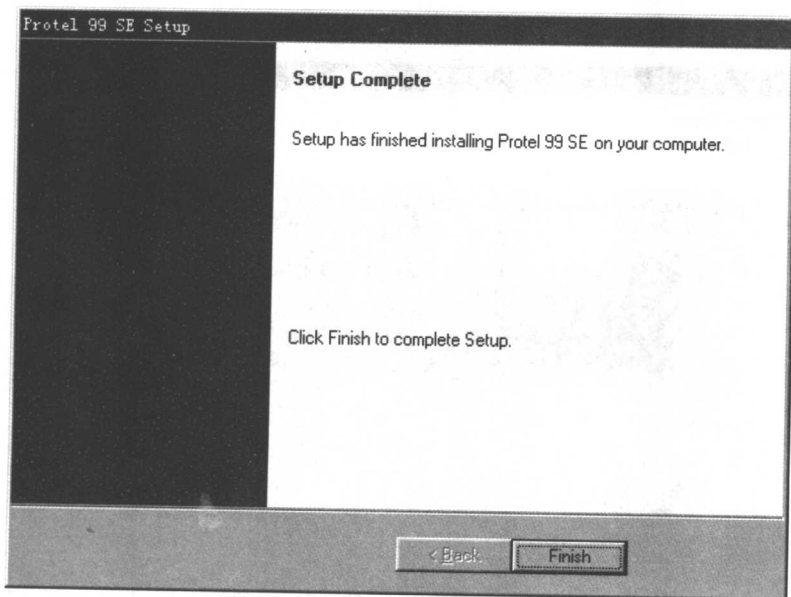 Protel 99 SE Setup
Setup Complete
Setup has finished installing Protel 99 SE on your computer.
Click Finish to complete Setup.
< Back
Finish